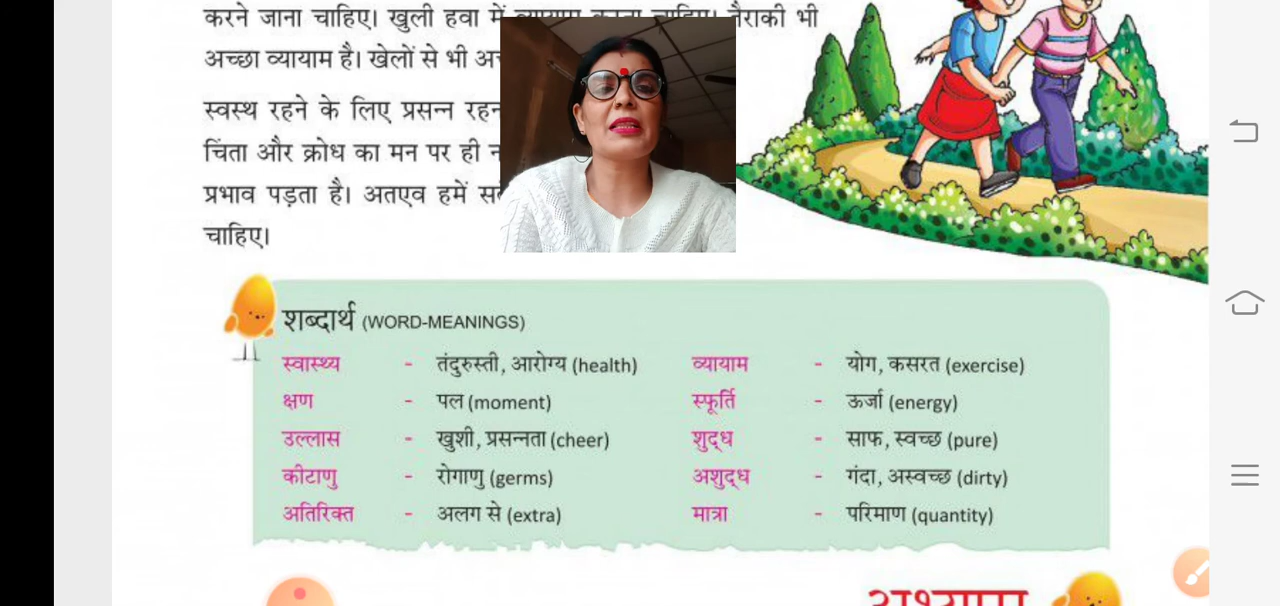 करने जाना चाहिए। खुली हवा में व्यायाम करना चाहिए। तैराकी भी
अच्छा व्यायाम है। खेलों से भी
स्वस्थ रहने के लिए प्रसन्न
चिंता और क्रोध का मन पर ही
प्रभाव पड़ता है। अतएव हमें
चाहिए।
शब्दार्थ (WORD-MEANINGS)
स्वास्थ्य - तंदुरुस्ती, आरोग्य (health) व्यायाम - योग, कसरत (exercise)
क्षण - पल (moment) स्फूर्ति - ऊर्जा (energy)
उल्लास - खुशी, प्रसन्नता (cheer) शुद्ध - साफ, स्वच्छ (pure)
कीटाणु - रोगाणु (germs) अशुद्ध - गंदा, अस्वच्छ (dirty)
अतिरिक्त - अलग से (extra) मात्रा - परिमाण (quantity)
अभ्यास